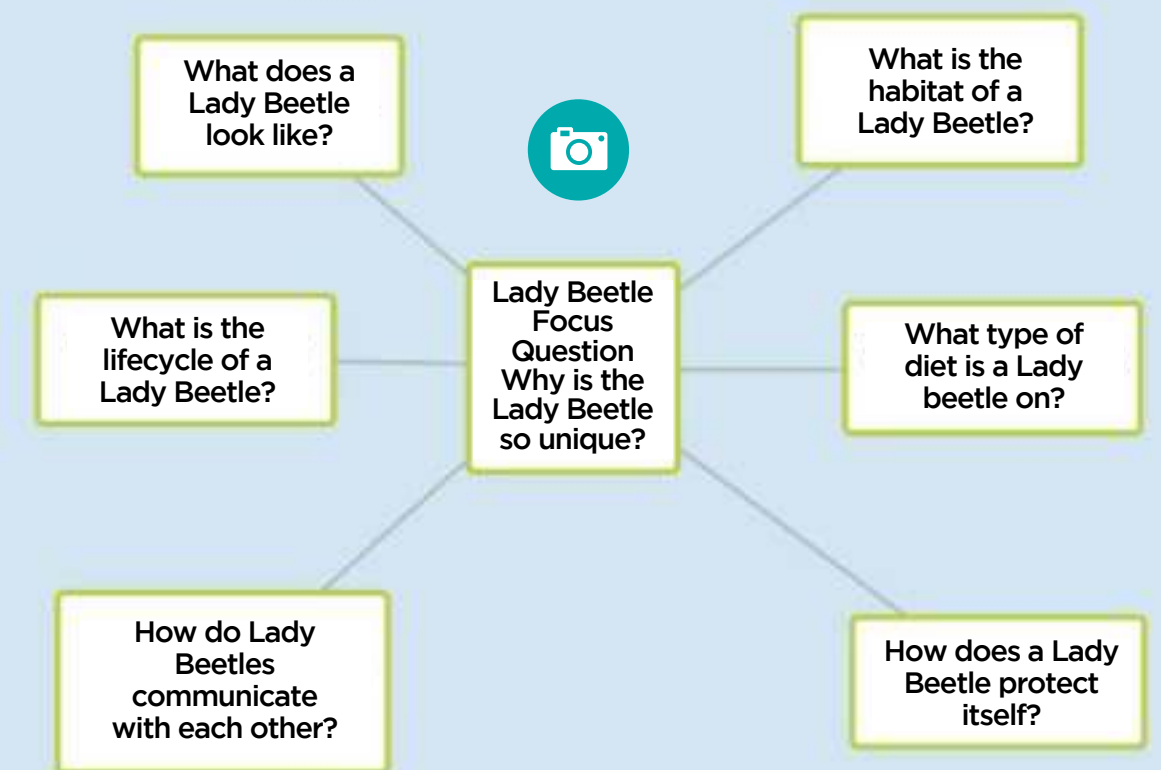 What does a
Lady Beetle
look like?
What is the
habitat of a
Lady Beetle?
Lady Beetle
Focus
Question
Why is the
Lady Beetle
so unique?
What is the
lifecycle of a
Lady Beetle?
What type of
diet is a Lady
beetle on?
How do Lady
Beetles
communicate
with each other?
How does a Lady
Beetle protect
itself?